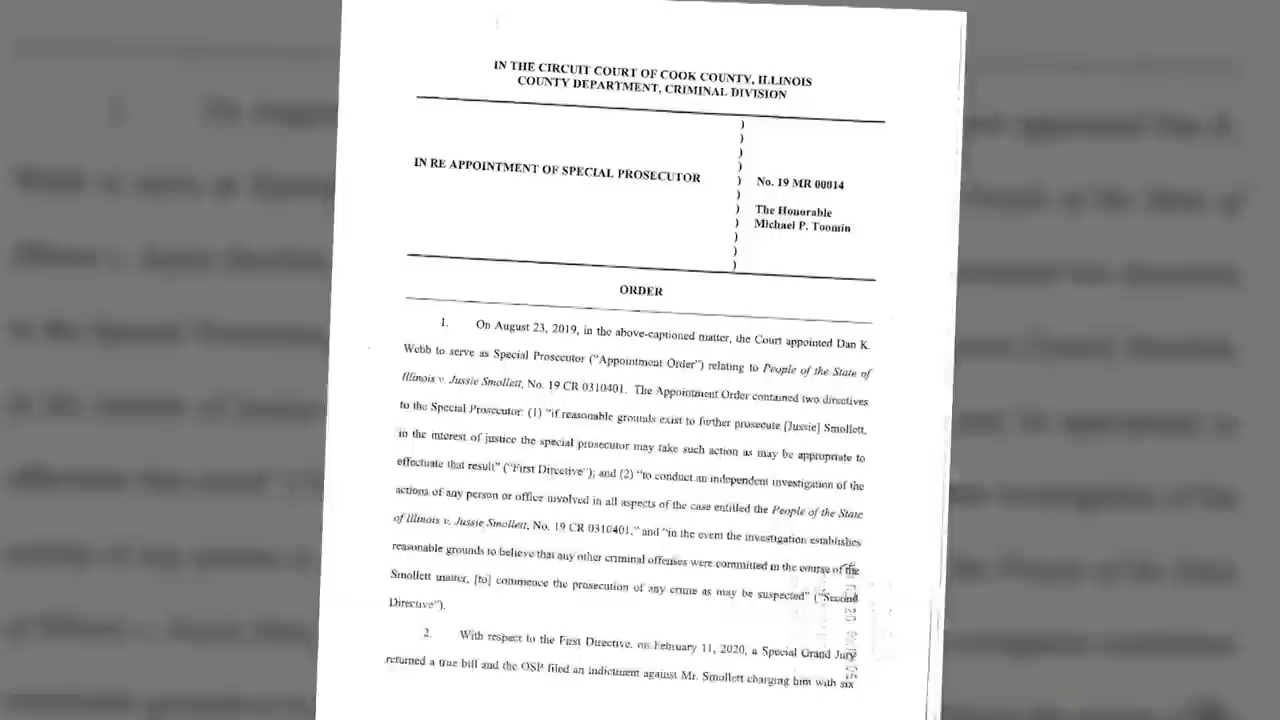 IN THE CIRCUIT COURT OF COOK COUNTY, ILLINOIS
COUNTY DEPARTMENT, CRIMINAL DIVISION
IN RE APPOINTMENT OF SPECIAL PROSECUTOR
)
)
)
)
)
)
)
)
)
)
)
No. 19 MR 00014
The Honorable
Michael P. Toomin
ORDER
1. On August 23, 2019, in the above-captioned matter, the Court appointed Dan K.
Webb to serve as Special Prosecutor ("Appointment Order") relating to People of the State of
Illinois v. Jussie Smollett, No. 19 CR 0310401. The Appointment Order contained two directives
to the Special Prosecutor: (1) "if reasonable grounds exist to further prosecute [Jussie] Smollett,
in the interest of justice the special prosecutor may take such action as may be appropriate to
effectuate that result" ("First Directive"); and (2) "to conduct an independent investigation of the
actions of any person or office involved in all aspects of the case entitled the People of the State
of Illinois v. Jussie Smollett, No. 19 CR 0310401," and "in the event the investigation establishes
reasonable grounds to believe that any other criminal offenses were committed in the course of the
Smollett matter, [to] commence the prosecution of any crime as may be suspected" ("Second
Directive").
2. With respect to the First Directive, on February 11, 2020, a Special Grand Jury
returned a true bill and the OSP filed an indictment against Mr. Smollett charging him with six